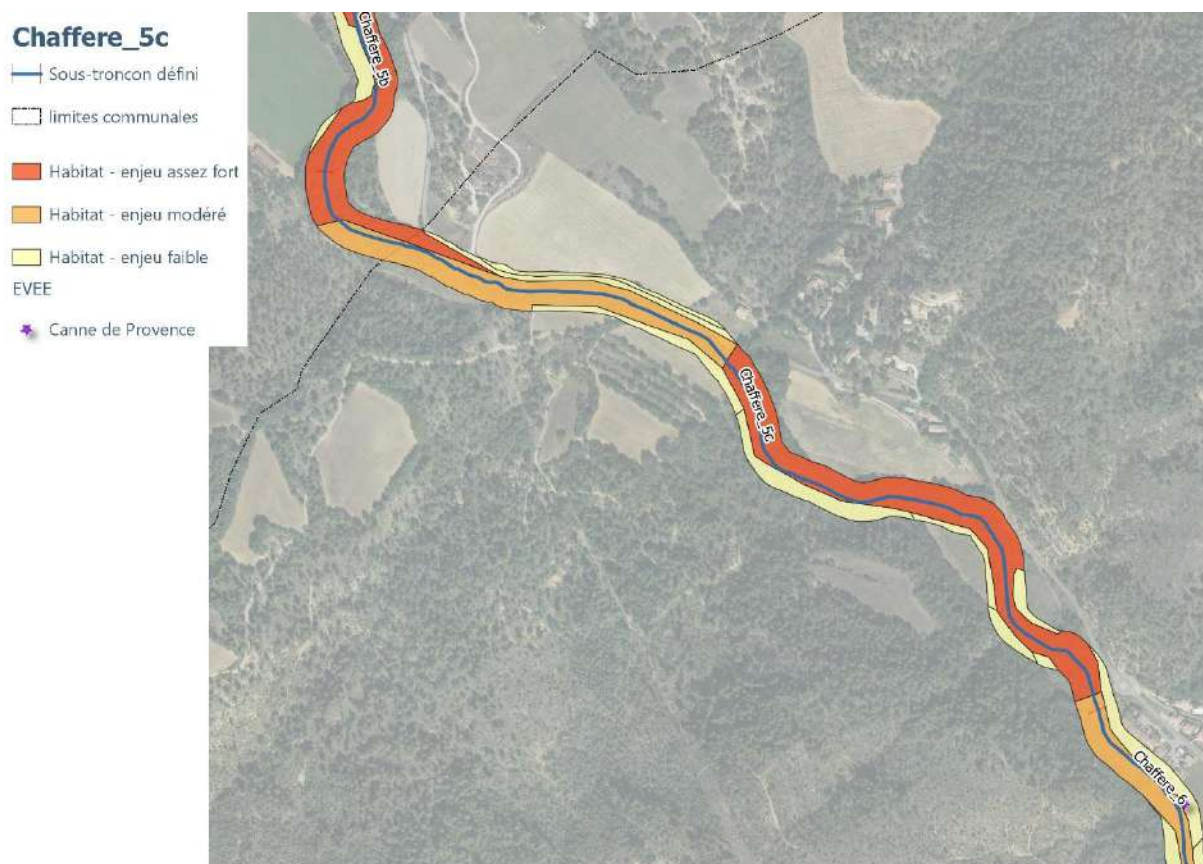 Chaffere_5c
Sous-troncon défini
limites communales
Habitat - enjeu assez fort
Habitat - enjeu modéré
Habitat - enjeu faible
EVEE
Canne de Provence
Chaffere_5b
Chaffere_5c